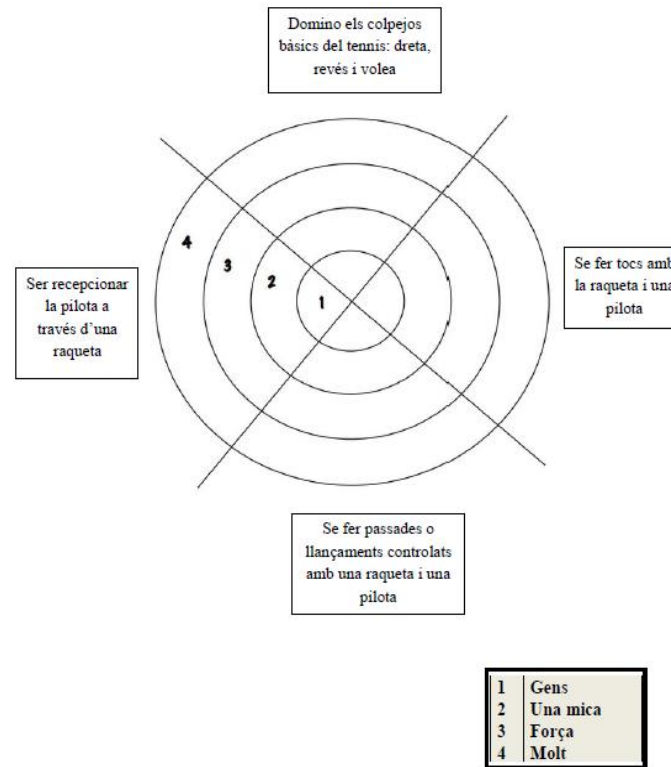 Domino els colpejos
bàsics del tennis: dreta,
revés i volea
4
3
2
1
Ser recepcionar
la pilota a
través d’una
raqueta
Se fer tocs amb
la raqueta i una
pilota
Se fer passades o
llançaments controlats
amb una raqueta i una
pilota
1 Gens
2 Una mica
3 Força
4 Molt